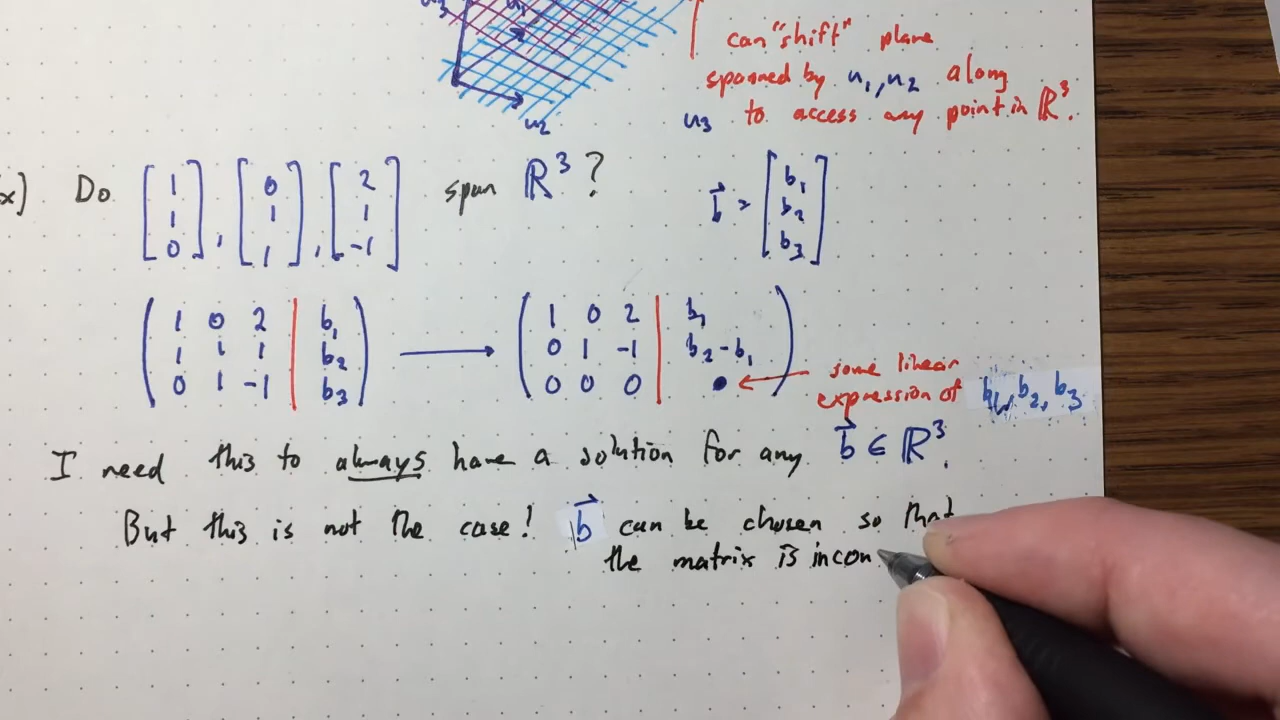 u3 u1
u2
can "shift" plane
spanned by u1, u2 along
u3 to access any point in ℝ³.
x) Do [1 1 0], [0 1 1], [2 1 -1] span ℝ³?
b⃗ = [b1 b2 b3]
1 0 2 | b1
1 1 1 | b2
0 1 -1 | b3
1 0 2 | b1
0 1 -1 | b2 - b1
0 0 0 | •
some linear
expression of b1, b2, b3
I need this to always have a solution for any b⃗ ∈ ℝ³.
But this is not the case! b⃗ can be chosen so that
the matrix is incon